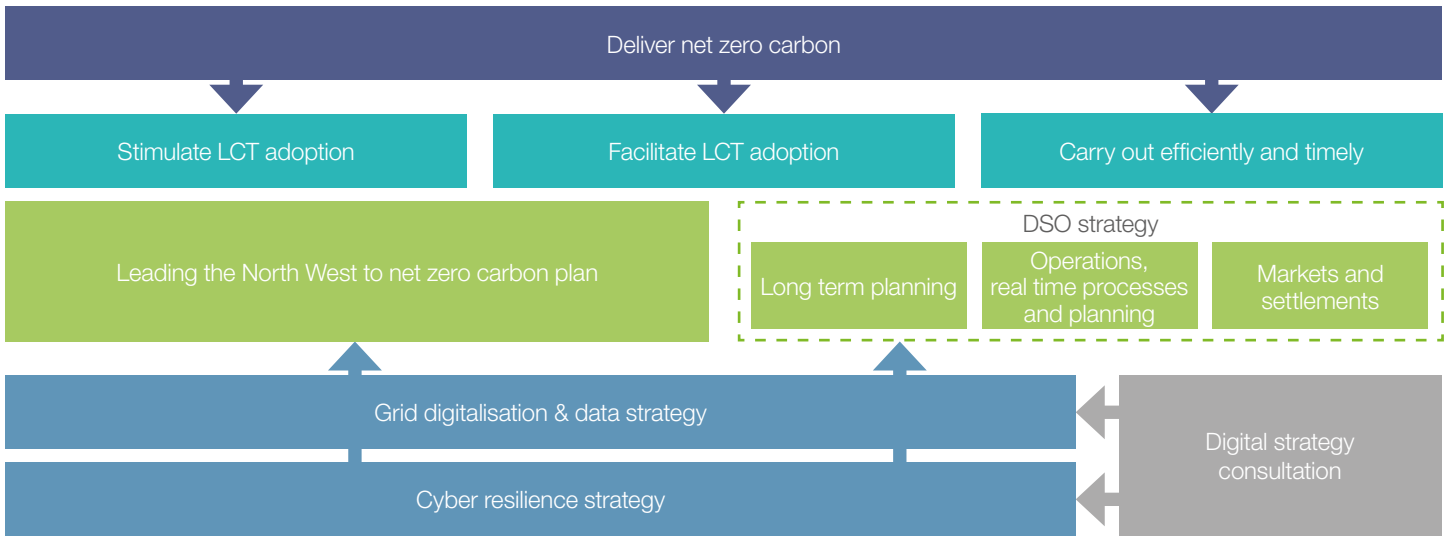 Deliver net zero carbon
Stimulate LCT adoption
Facilitate LCT adoption
Carry out efficiently and timely
Leading the North West to net zero carbon plan
DSO strategy
Long term planning
Operations,
real time processes
and planning
Markets and
settlements
Grid digitalisation & data strategy
Cyber resilience strategy
Digital strategy
consultation